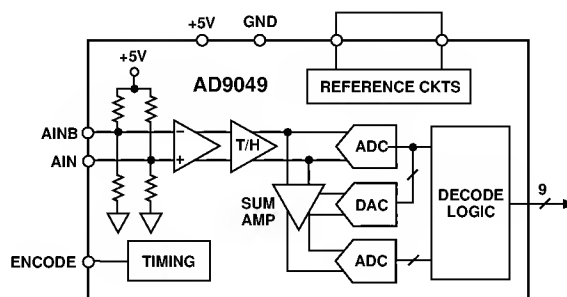 +5V
GND
+5V
AD9049
REFERENCE CKTS
AINB
AIN
–
+
T/H
ADC
SUM
AMP
DAC
DECODE
LOGIC
9
ADC
ENCODE
TIMING